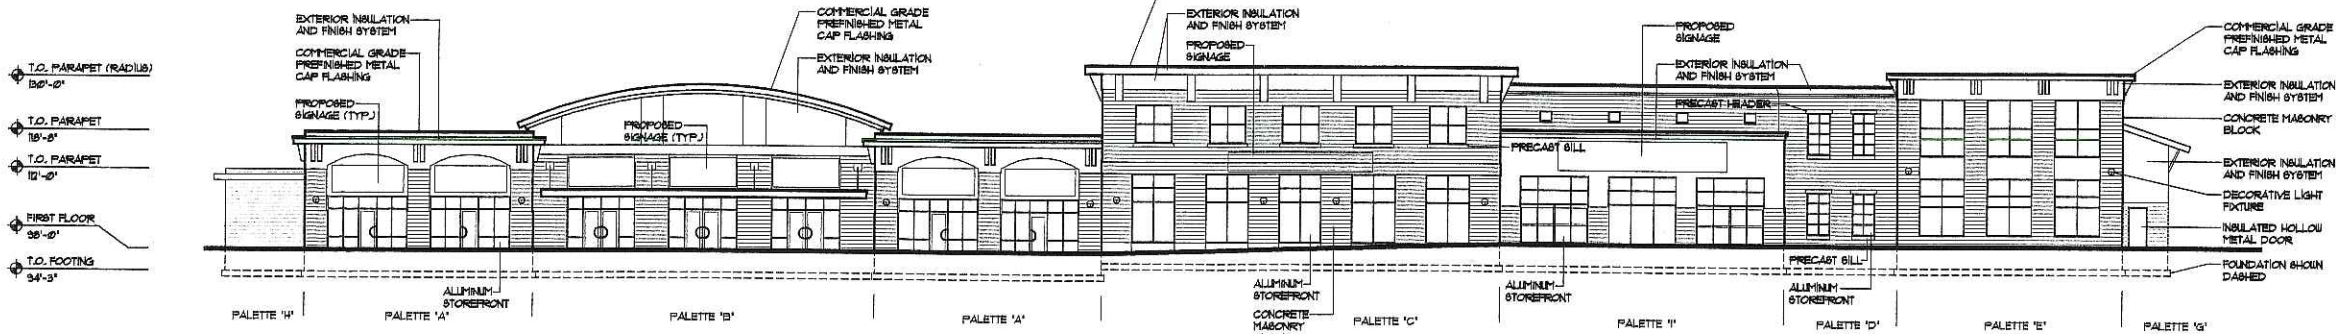 EXTERIOR INSULATION
AND FINISH SYSTEM
COMMERCIAL GRADE
PREFINISHED METAL
CAP FLASHING
PROPOSED
SIGNAGE (TYP.)
COMMERCIAL GRADE
PREFINISHED METAL
CAP FLASHING
EXTERIOR INSULATION
AND FINISH SYSTEM
PROPOSED
SIGNAGE (TYP.)
EXTERIOR INSULATION
AND FINISH SYSTEM
PROPOSED
SIGNAGE
PROPOSED
SIGNAGE
EXTERIOR INSULATION
AND FINISH SYSTEM
PRECAST HEADER
PRECAST SILL
COMMERCIAL GRADE
PREFINISHED METAL
CAP FLASHING
EXTERIOR INSULATION
AND FINISH SYSTEM
CONCRETE MASONRY
BLOCK
EXTERIOR INSULATION
AND FINISH SYSTEM
DECORATIVE LIGHT
FIXTURE
INSULATED HOLLOW
METAL DOOR
FOUNDATION SHOWN
DASHED
T.O. PARAPET (RADIUS)
130'-0"
T.O. PARAPET
118'-8"
T.O. PARAPET
112'-0"
FIRST FLOOR
98'-0"
T.O. FOOTING
94'-3"
ALUMINUM
STOREFRONT
ALUMINUM
STOREFRONT
CONCRETE
MASONRY
ALUMINUM
STOREFRONT
PRECAST SILL
ALUMINUM
STOREFRONT
PALETTE "H"
PALETTE "A"
PALETTE "B"
PALETTE "A"
PALETTE "C"
PALETTE "I"
PALETTE "D"
PALETTE "E"
PALETTE "G"